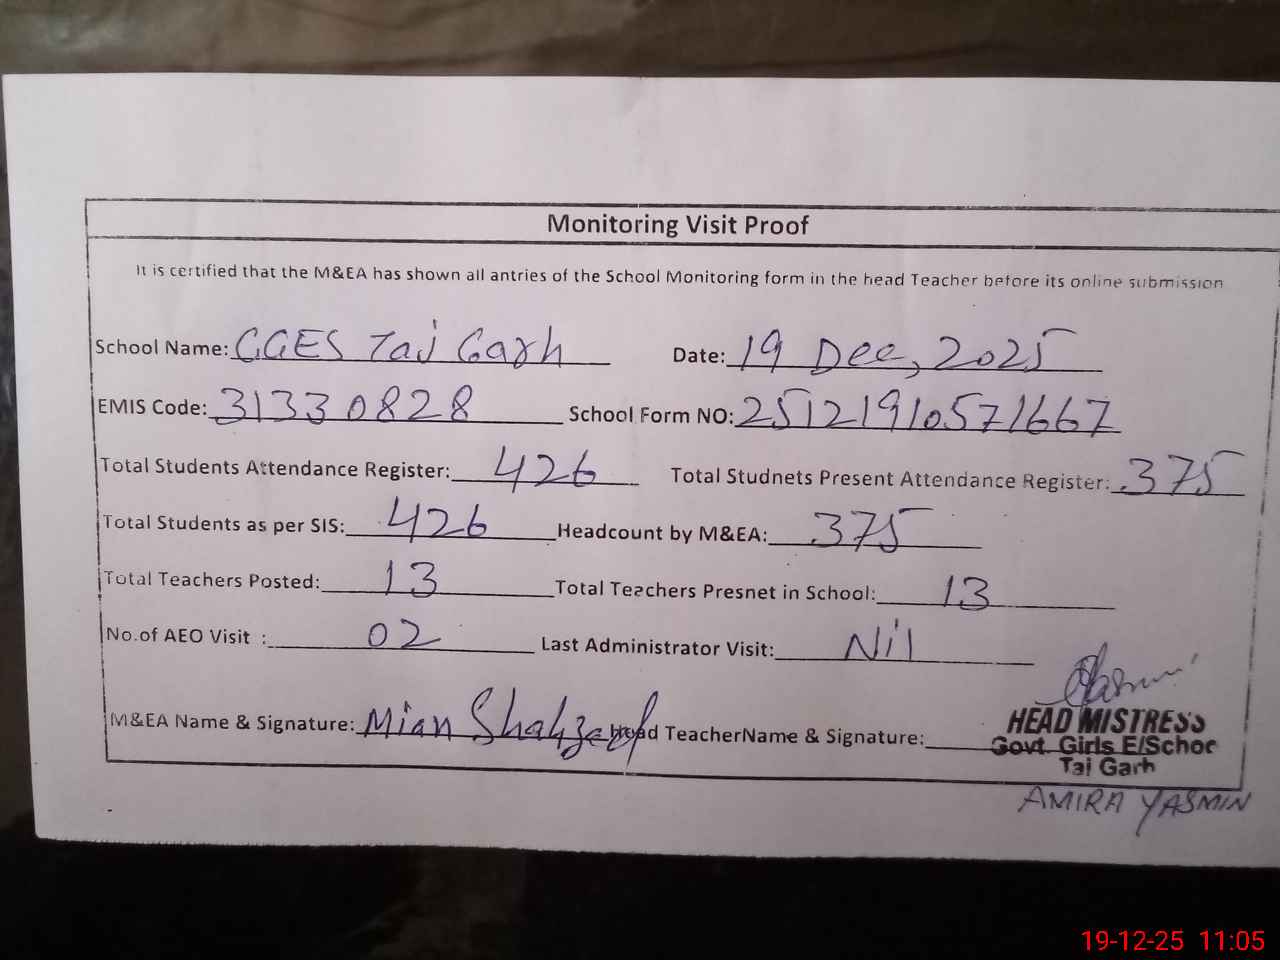 Monitoring Visit Proof
It is certified that the M&EA has shown all antries of the School Monitoring form in the head Teacher before its online submission
School Name: GGES Taj Garh Date: 19 Dec, 2025
EMIS Code: 31330828 School Form NO: 25121910571667
Total Students Attendance Register: 426 Total Studnets Present Attendance Register: 375
Total Students as per SIS: 426 Headcount by M&EA: 375
Total Teachers Posted: 13 Total Teachers Presnet in School: 13
No.of AEO Visit : 02 Last Administrator Visit: Nil
M&EA Name & Signature: Mian Shahzad Head TeacherName & Signature:
HEAD MISTRESS
Govt. Girls E/Schoc
Taj Garh
AMIRA YASMIN
19-12-25 11:05